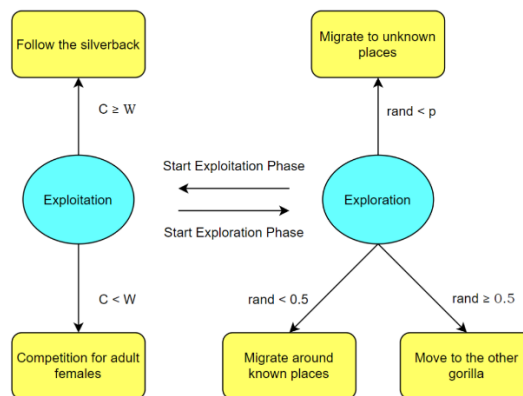 Follow the silverback
Migrate to unknown
places
C ≥ W
rand < p
Start Exploitation Phase
Exploitation
Exploration
Start Exploration Phase
C < W
rand < 0.5
rand ≥ 0.5
Competition for adult
females
Migrate around
known places
Move to the other
gorilla